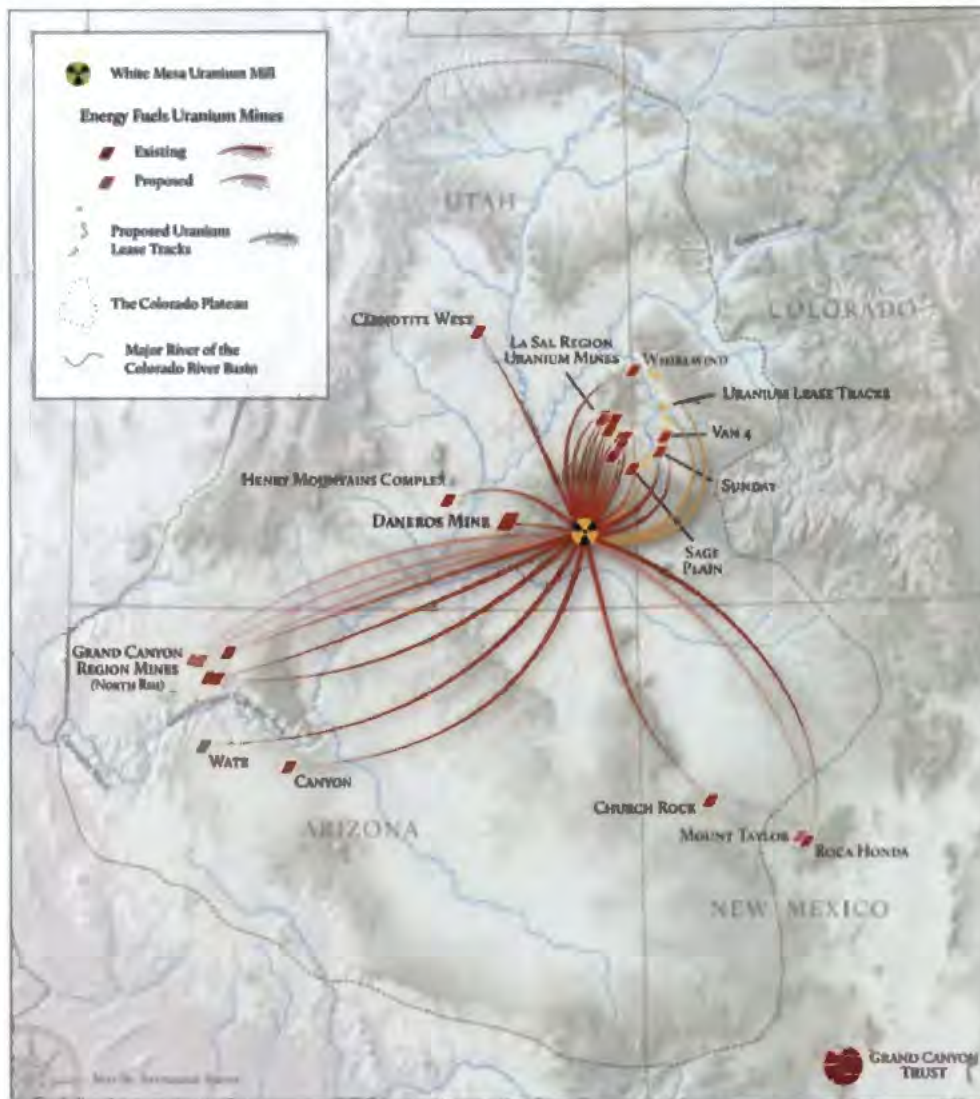 White Mesa Uranium Mill
Energy Fuels Uranium Mines
Existing
Proposed
Proposed Uranium
Lease Tracks
The Colorado Plateau
Major River of the
Colorado River Basin
UTAH
COLORADO
CARNOTITE WEST
LA SAL REGION
URANIUM MINES
WHIRLWIND
URANIUM LEASE TRACKS
VAN 4
SUNDAY
HENRY MOUNTAINS COMPLEX
DANEROS MINE
SAGE
PLAIN
GRAND CANYON
REGION MINES
(NORTH RIM)
WATE
CANYON
ARIZONA
CHURCH ROCK
MOUNT TAYLOR
ROCA HONDA
NEW MEXICO
GRAND CANYON
TRUST